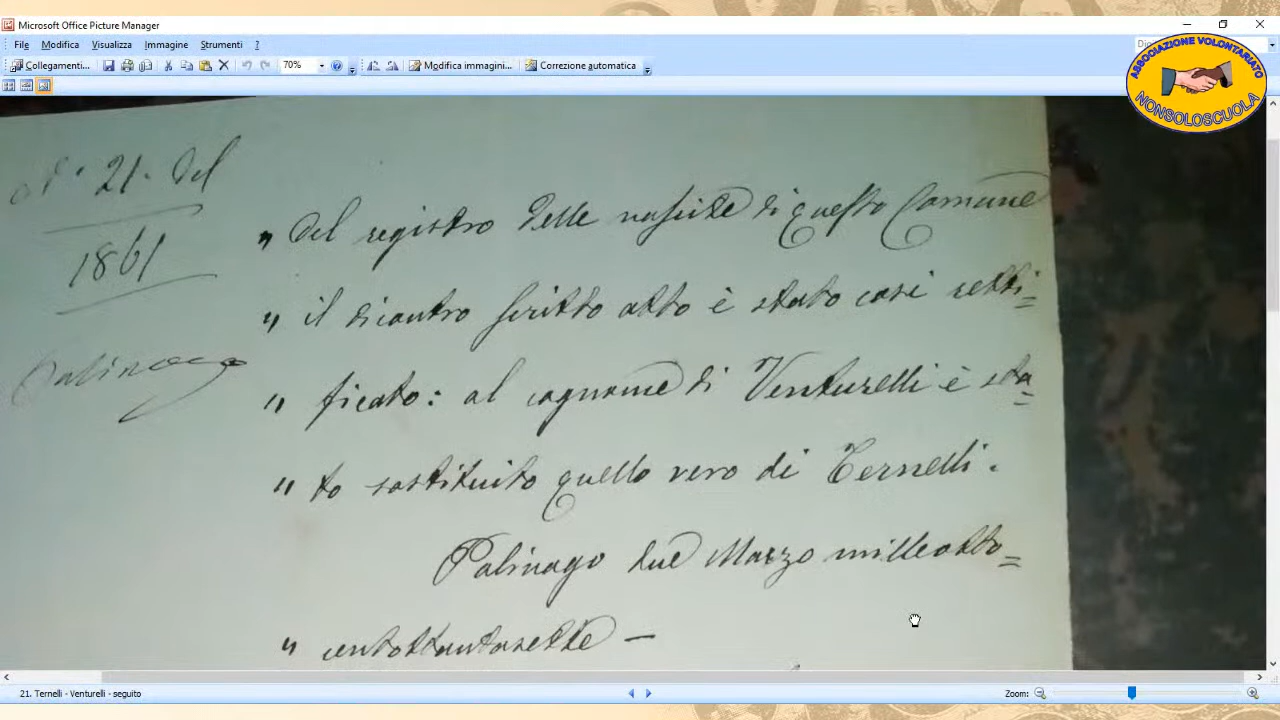 Microsoft Office Picture Manager
File Modifica Visualizza Immagine Strumenti ?
Collegamenti... 70% Modifica immagini... Correzione automatica
ASSOCIAZIONE VOLONTARIATO
NONSOLOSCUOLA
N° 21. del
1861
Palinago
" Del registro delle nascite di questo Comune
" il dicontro scritto atto è stato così retti=
" ficato: al cognome di Venturelli è sta=
" to sostituito quello vero di Ternelli.
Palinago due Marzo milleotto=
" centottantasette —
21. Ternelli - Venturelli - seguito
Zoom: